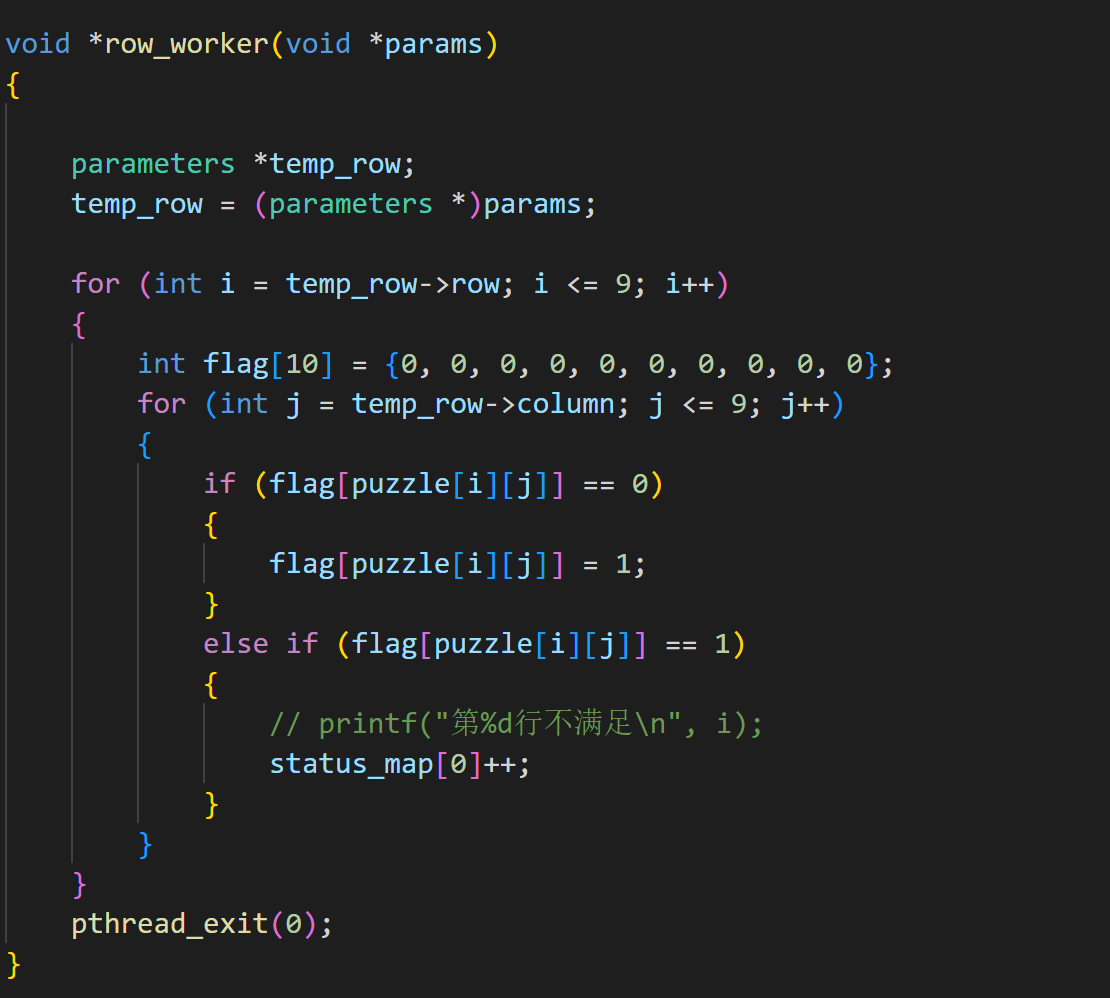 void *row_worker(void *params)
{
parameters *temp_row;
temp_row = (parameters *)params;
for (int i = temp_row->row; i <= 9; i++)
{
int flag[10] = {0, 0, 0, 0, 0, 0, 0, 0, 0, 0};
for (int j = temp_row->column; j <= 9; j++)
{
if (flag[puzzle[i][j]] == 0)
{
flag[puzzle[i][j]] = 1;
}
else if (flag[puzzle[i][j]] == 1)
{
// printf("第%d行不满足\n", i);
status_map[0]++;
}
}
}
pthread_exit(0);
}